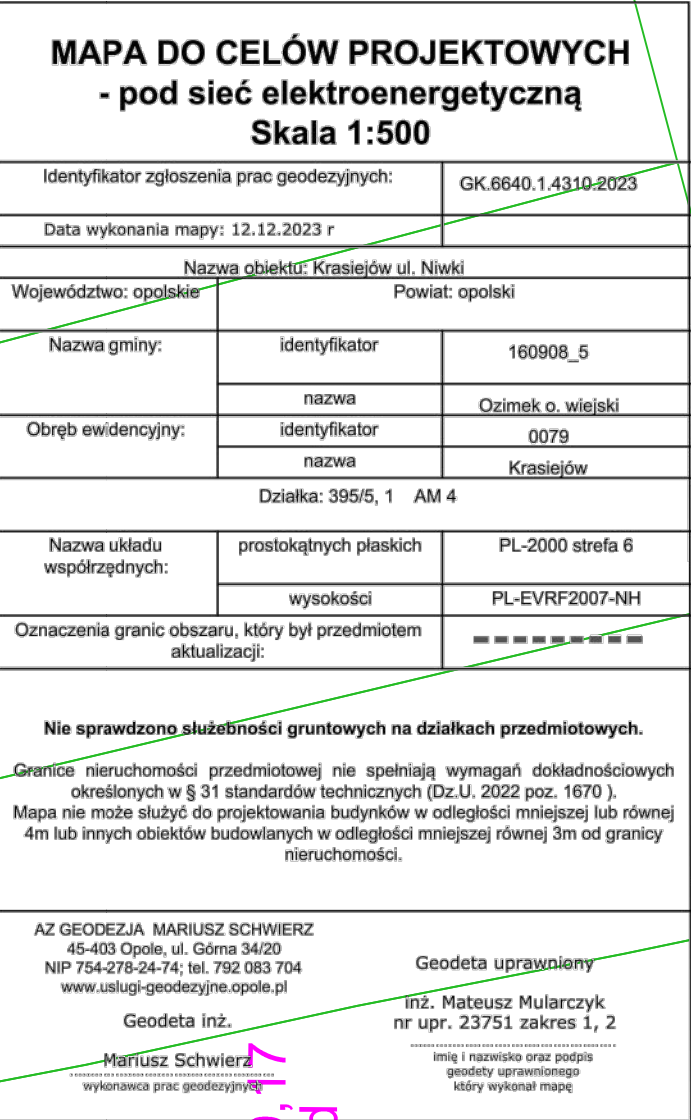 MAPA DO CELÓW PROJEKTOWYCH
- pod sieć elektroenergetyczną
Skala 1:500
Identyfikator zgłoszenia prac geodezyjnych:
GK.6640.1.4310.2023
Data wykonania mapy: 12.12.2023 r
Nazwa obiektu: Krasiejów ul. Niwki
Województwo: opolskie
Powiat: opolski
Nazwa gminy:
identyfikator
160908_5
nazwa
Ozimek o. wiejski
Obręb ewidencyjny:
identyfikator
0079
nazwa
Krasiejów
Działka: 395/5, 1 AM 4
Nazwa układu
współrzędnych:
prostokątnych płaskich
PL-2000 strefa 6
wysokości
PL-EVRF2007-NH
Oznaczenia granic obszaru, który był przedmiotem
aktualizacji:
Nie sprawdzono służebności gruntowych na działkach przedmiotowych.
Granice nieruchomości przedmiotowej nie spełniają wymagań dokładnościowych
określonych w § 31 standardów technicznych (Dz.U. 2022 poz. 1670 ).
Mapa nie może służyć do projektowania budynków w odległości mniejszej lub równej
4m lub innych obiektów budowlanych w odległości mniejszej równej 3m od granicy
nieruchomości.
AZ GEODEZJA MARIUSZ SCHWIERZ
45-403 Opole, ul. Górna 34/20
NIP 754-278-24-74; tel. 792 083 704
www.uslugi-geodezyjne.opole.pl
Geodeta inż.
Mariusz Schwierz
wykonawca prac geodezyjnych
Geodeta uprawniony
inż. Mateusz Mularczyk
nr upr. 23751 zakres 1, 2
imię i nazwisko oraz podpis
geodety uprawnionego
który wykonał mapę